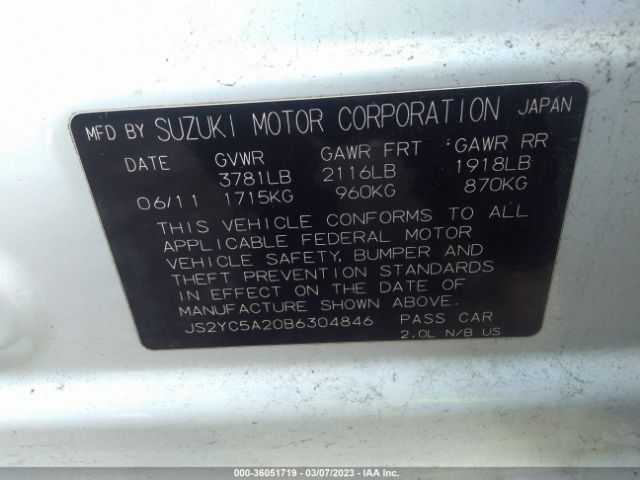 MFD BY SUZUKI MOTOR CORPORATION JAPAN
DATE GVWR GAWR FRT GAWR RR
3781LB 2116LB 1918LB
06/11 1715KG 960KG 870KG
THIS VEHICLE CONFORMS TO ALL
APPLICABLE FEDERAL MOTOR
VEHICLE SAFETY, BUMPER AND
THEFT PREVENTION STANDARDS
IN EFFECT ON THE DATE OF
MANUFACTURE SHOWN ABOVE.
JS2YC5A20B6304846 PASS CAR
2.0L N/B US
000-36051719 - 03/07/2023 - IAA Inc.